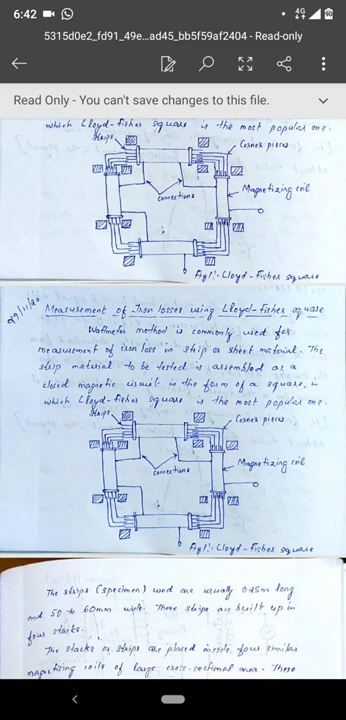 6:42
4G
90
5315d0e2_fd91_49e...ad45_bb5f59af2404 - Read-only
Read Only - You can't save changes to this file.
which Lloyd-fisher square is the most popular one.
Strips
Corner pieces
Magnetizing coil
connections
Fig1:- Lloyd-Fisher square
Measurement of Iron losses using Lloyd-fisher square
Wattmeter method is commonly used for
measurement of iron loss in strip or sheet material. The
strip material to be tested is assembled as a
closed magnetic circuit in the form of a square, in
which Lloyd-fisher square is the most popular one.
Strips
Corner pieces
Magnetizing coil
connections
Fig1:- Lloyd-Fisher square
The strips (specimen) used are usually 0.25m long
and 50 to 60mm wide. These strips are built up in
four stacks.
The stacks or strips are placed inside four similar
magnetising coils of large cross-sectional area. These